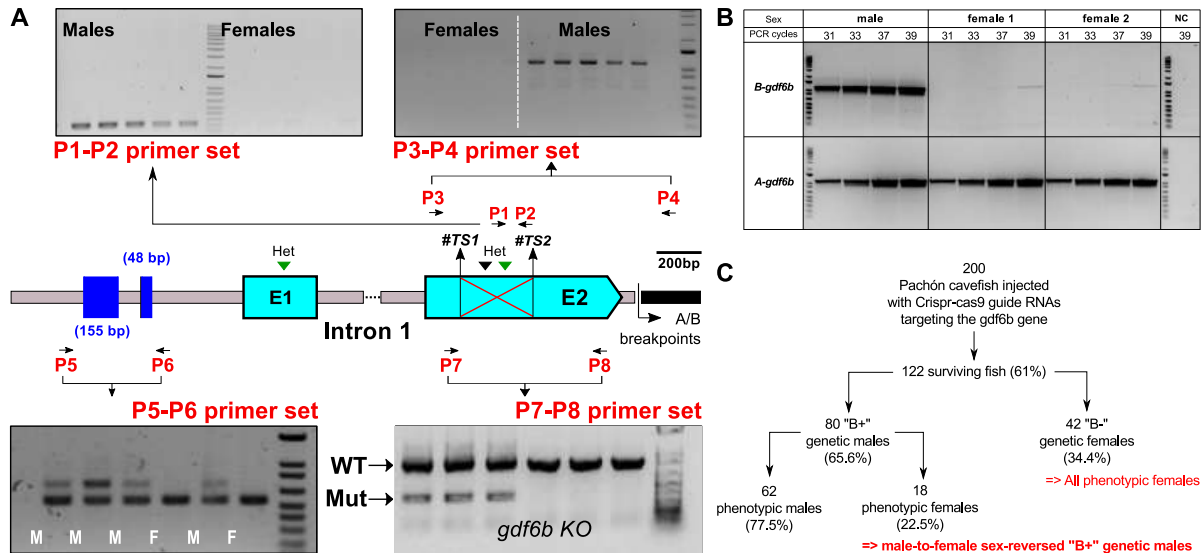 A
Males
Females
P1-P2 primer set
Females
Males
P3-P4 primer set
P3
P4
P1
P2
#TS1
Het
#TS2
200bp
(48 bp)
Het
E1
E2
(155 bp)
Intron 1
A/B
breakpoints
P5
P6
P7
P8
P5-P6 primer set
M M M F M F
P7-P8 primer set
WT
Mut
gdf6b KO
B
Sex male female 1 female 2 NC
PCR cycles 31 33 37 39 31 33 37 39 31 33 37 39 39
B-gdf6b
A-gdf6b
C
200
Pachón cavefish injected
with Crispr-cas9 guide RNAs
targeting the gdf6b gene
122 surviving fish (61%)
80 "B+"
genetic males
(65.6%)
42 "B-"
genetic females
(34.4%)
=> All phenotypic females
62
phenotypic males
(77.5%)
18
phenotypic females
(22.5%)
=> male-to-female sex-reversed "B+" genetic males